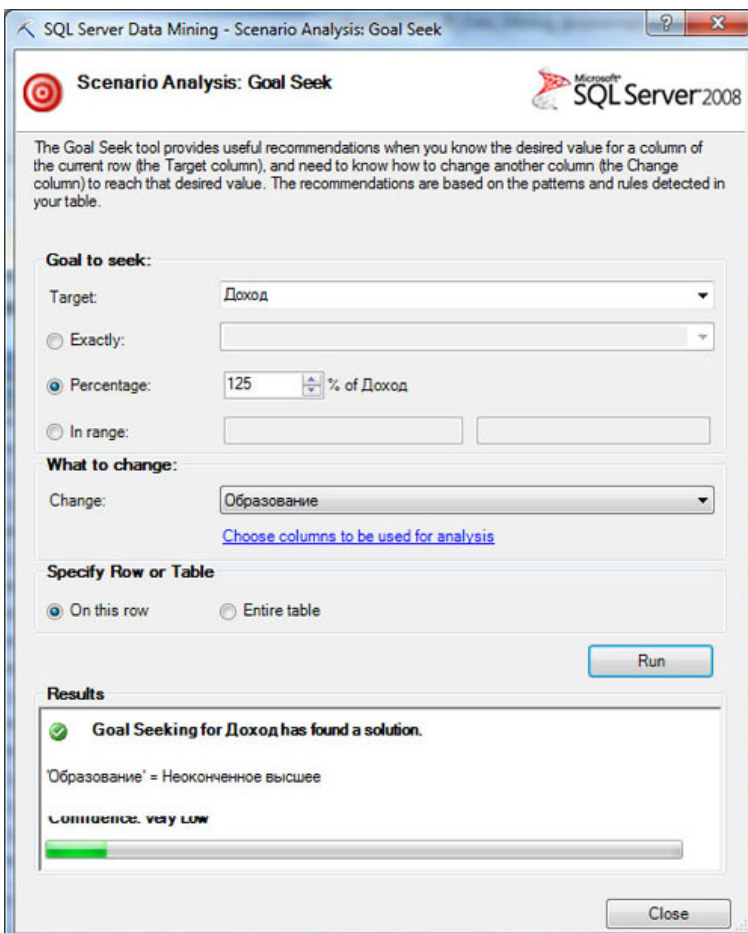 SQL Server Data Mining - Scenario Analysis: Goal Seek
Scenario Analysis: Goal Seek
Microsoft®
SQL Server 2008
The Goal Seek tool provides useful recommendations when you know the desired value for a column of
the current row (the Target column), and need to know how to change another column (the Change
column) to reach that desired value. The recommendations are based on the patterns and rules detected in
your table.
Goal to seek:
Target: Доход
Exactly:
Percentage: 125 % of Доход
In range:
What to change:
Change: Образование
Choose columns to be used for analysis
Specify Row or Table
On this row Entire table
Run
Results
Goal Seeking for Доход has found a solution.
'Образование' = Неоконченное высшее
Confidence: Very Low
Close